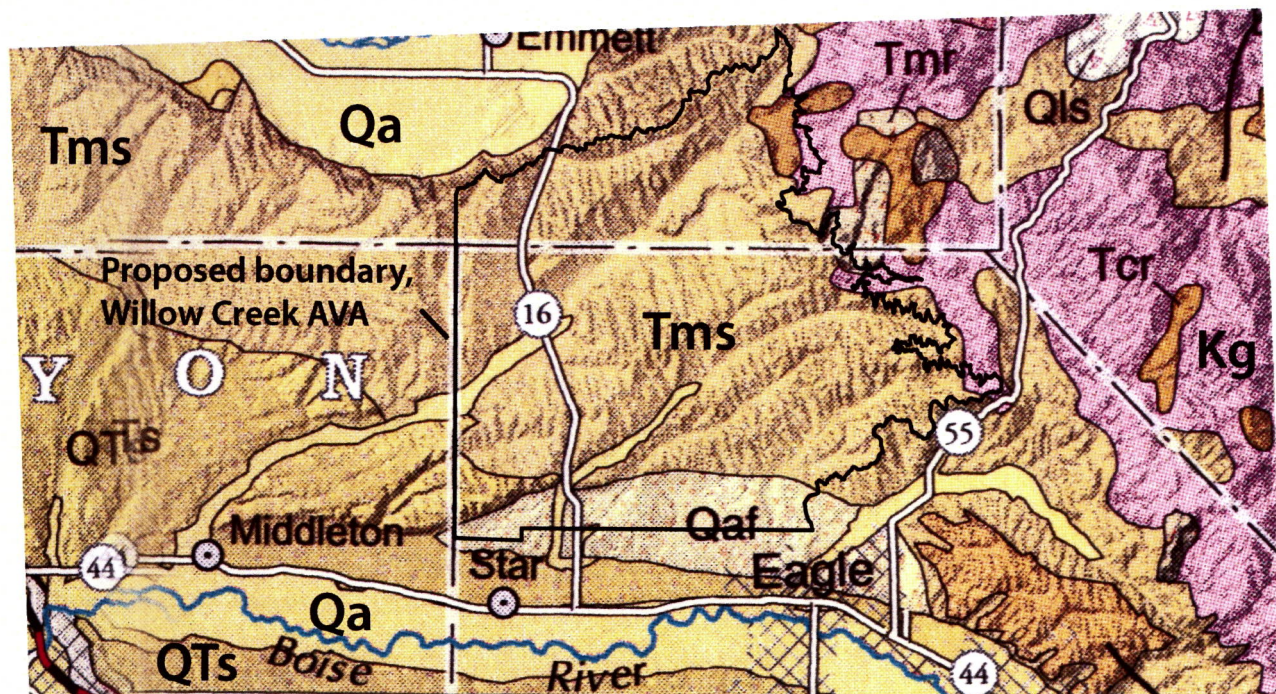 Emmett
Tmr
Qa
Qls
Tms
Proposed boundary,
Willow Creek AVA
Tcr
16
Tms
Kg
Y O N
QTs
55
Middleton
Qaf
Star
Eagle
44
Qa
QTs
Boise River
44